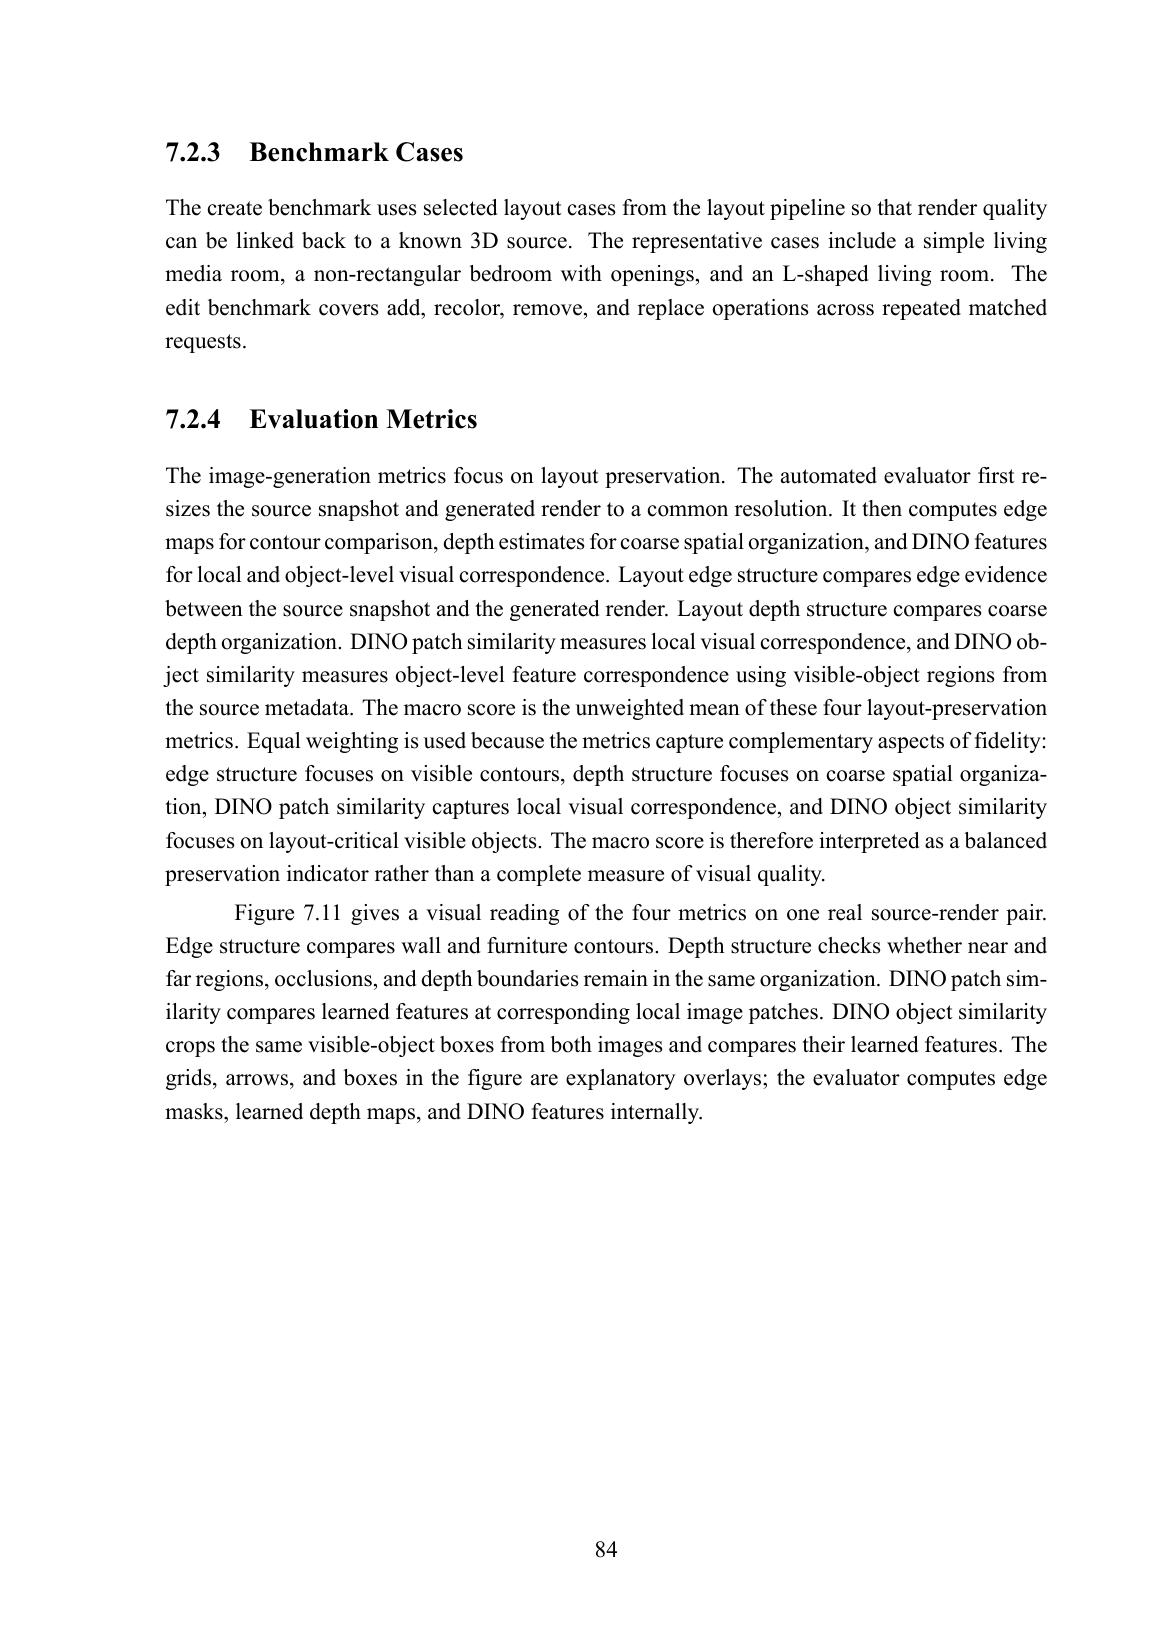 7.2.3 Benchmark Cases
The create benchmark uses selected layout cases from the layout pipeline so that render quality
can be linked back to a known 3D source. The representative cases include a simple living
media room, a non-rectangular bedroom with openings, and an L-shaped living room. The
edit benchmark covers add, recolor, remove, and replace operations across repeated matched
requests.
7.2.4 Evaluation Metrics
The image-generation metrics focus on layout preservation. The automated evaluator first re-
sizes the source snapshot and generated render to a common resolution. It then computes edge
maps for contour comparison, depth estimates for coarse spatial organization, and DINO features
for local and object-level visual correspondence. Layout edge structure compares edge evidence
between the source snapshot and the generated render. Layout depth structure compares coarse
depth organization. DINO patch similarity measures local visual correspondence, and DINO ob-
ject similarity measures object-level feature correspondence using visible-object regions from
the source metadata. The macro score is the unweighted mean of these four layout-preservation
metrics. Equal weighting is used because the metrics capture complementary aspects of fidelity:
edge structure focuses on visible contours, depth structure focuses on coarse spatial organiza-
tion, DINO patch similarity captures local visual correspondence, and DINO object similarity
focuses on layout-critical visible objects. The macro score is therefore interpreted as a balanced
preservation indicator rather than a complete measure of visual quality.
Figure 7.11 gives a visual reading of the four metrics on one real source-render pair.
Edge structure compares wall and furniture contours. Depth structure checks whether near and
far regions, occlusions, and depth boundaries remain in the same organization. DINO patch sim-
ilarity compares learned features at corresponding local image patches. DINO object similarity
crops the same visible-object boxes from both images and compares their learned features. The
grids, arrows, and boxes in the figure are explanatory overlays; the evaluator computes edge
masks, learned depth maps, and DINO features internally.
84